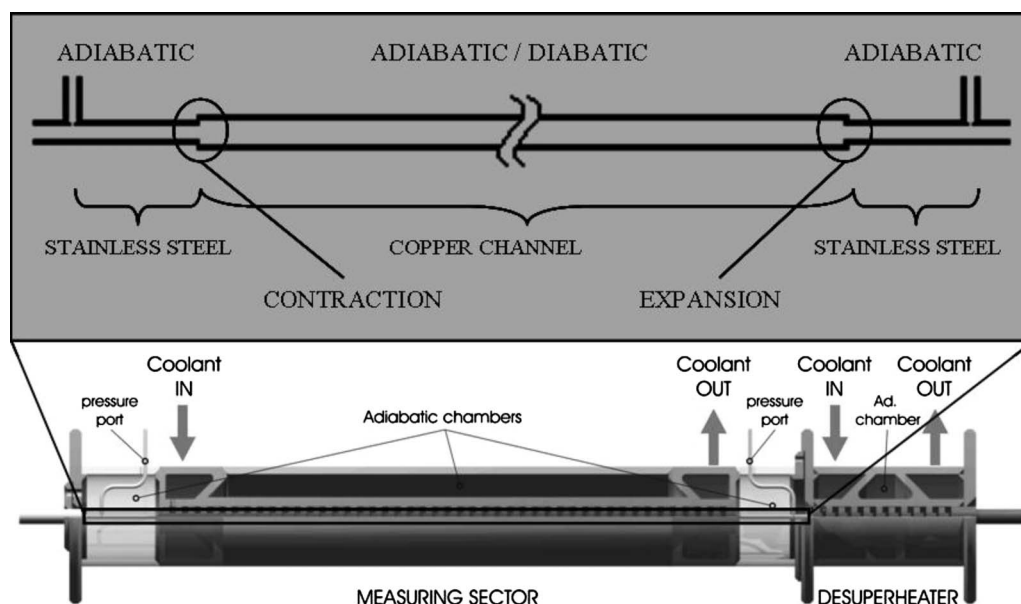 ADIABATIC ADIABATIC / DIABATIC ADIABATIC
STAINLESS STEEL COPPER CHANNEL STAINLESS STEEL
CONTRACTION EXPANSION
Coolant Coolant Coolant Coolant
IN OUT IN OUT
pressure
port
Adiabatic chambers
pressure
port
Ad.
chamber
MEASURING SECTOR DESUPERHEATER